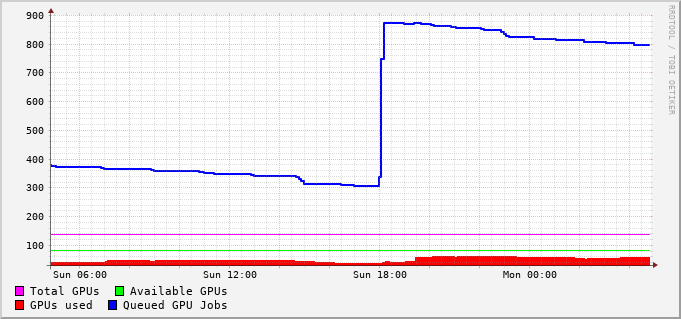 900
800
700
600
500
400
300
200
100
Sun 06:00 Sun 12:00 Sun 18:00 Mon 00:00
Total GPUs Available GPUs
GPUs used Queued GPU Jobs
RRDTOOL / TOBI OETIKER